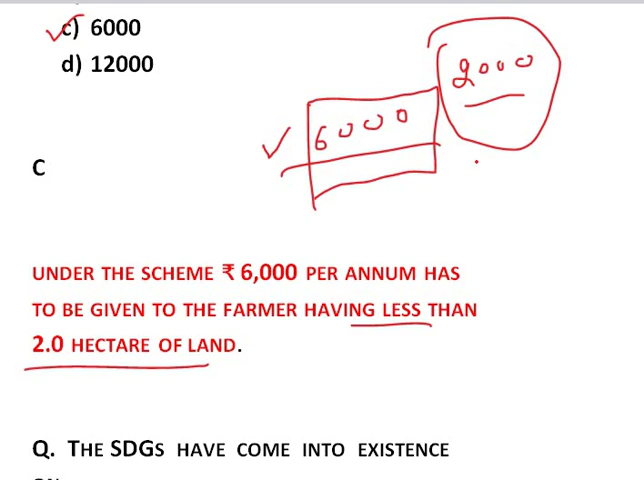 c) 6000
d) 12000
2000
6000
C
UNDER THE SCHEME ₹ 6,000 PER ANNUM HAS
TO BE GIVEN TO THE FARMER HAVING LESS THAN
2.0 HECTARE OF LAND.
Q. THE SDGS HAVE COME INTO EXISTENCE